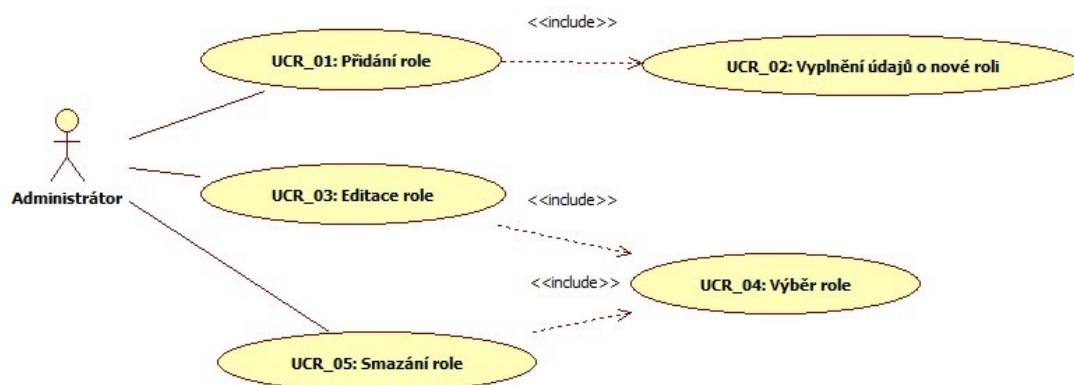 <<include>>
UCR_01: Přidání role
UCR_02: Vyplnění údajů o nové roli
Administrátor
UCR_03: Editace role
<<include>>
<<include>>
UCR_04: Výběr role
UCR_05: Smazání role